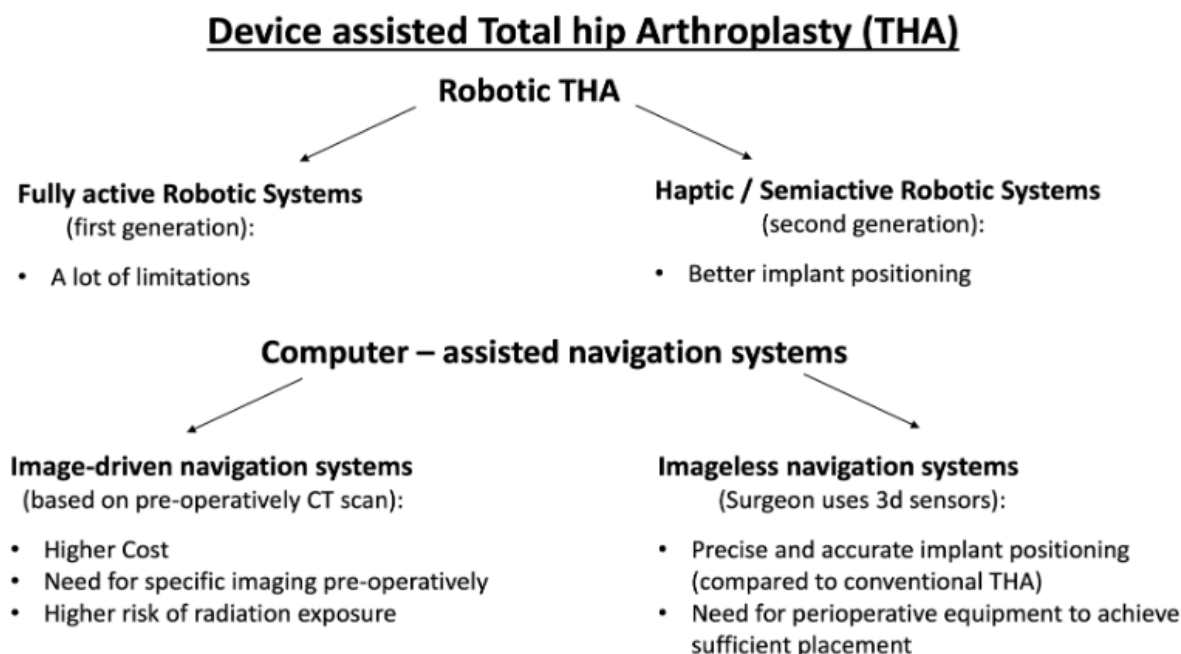 Device assisted Total hip Arthroplasty (THA)
Robotic THA
Fully active Robotic Systems
(first generation):
• A lot of limitations
Haptic / Semiactive Robotic Systems
(second generation):
• Better implant positioning
Computer – assisted navigation systems
Image-driven navigation systems
(based on pre-operatively CT scan):
• Higher Cost
• Need for specific imaging pre-operatively
• Higher risk of radiation exposure
Imageless navigation systems
(Surgeon uses 3d sensors):
• Precise and accurate implant positioning
(compared to conventional THA)
• Need for perioperative equipment to achieve
sufficient placement